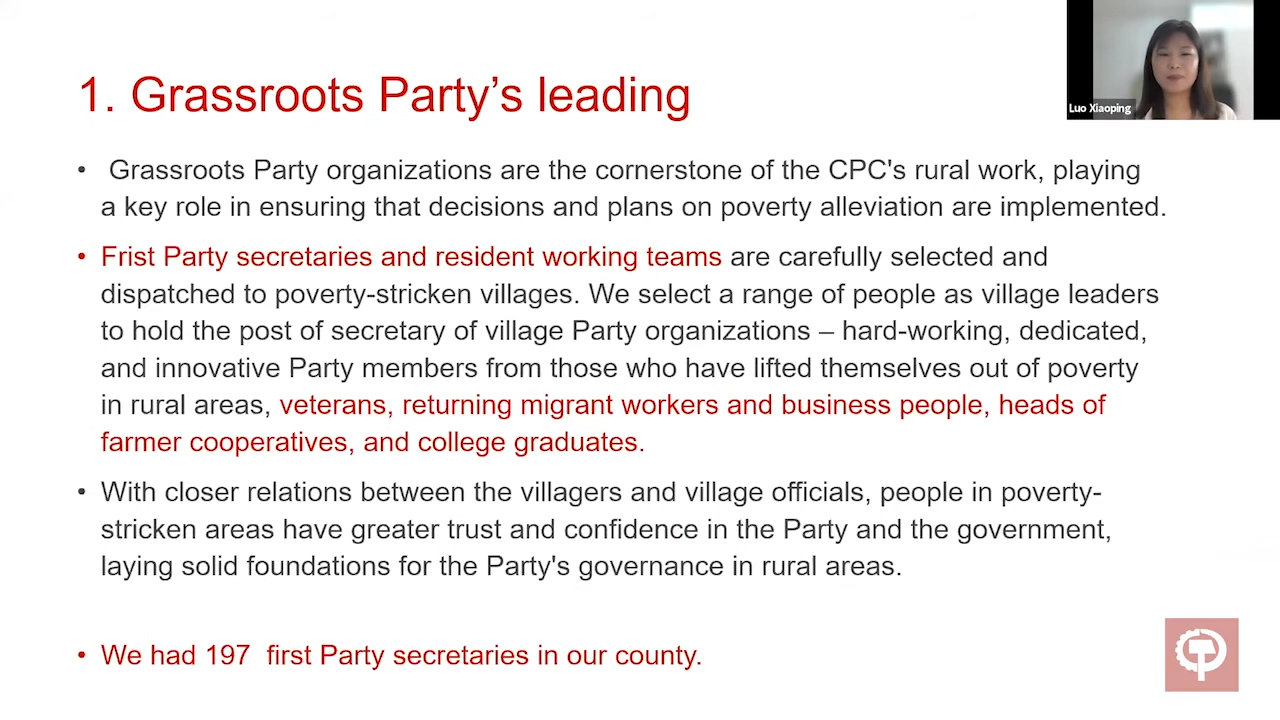 1. Grassroots Party’s leading
Luo Xiaoping
• Grassroots Party organizations are the cornerstone of the CPC's rural work, playing
a key role in ensuring that decisions and plans on poverty alleviation are implemented.
• Frist Party secretaries and resident working teams are carefully selected and
dispatched to poverty-stricken villages. We select a range of people as village leaders
to hold the post of secretary of village Party organizations – hard-working, dedicated,
and innovative Party members from those who have lifted themselves out of poverty
in rural areas, veterans, returning migrant workers and business people, heads of
farmer cooperatives, and college graduates.
• With closer relations between the villagers and village officials, people in poverty-
stricken areas have greater trust and confidence in the Party and the government,
laying solid foundations for the Party's governance in rural areas.
• We had 197 first Party secretaries in our county.